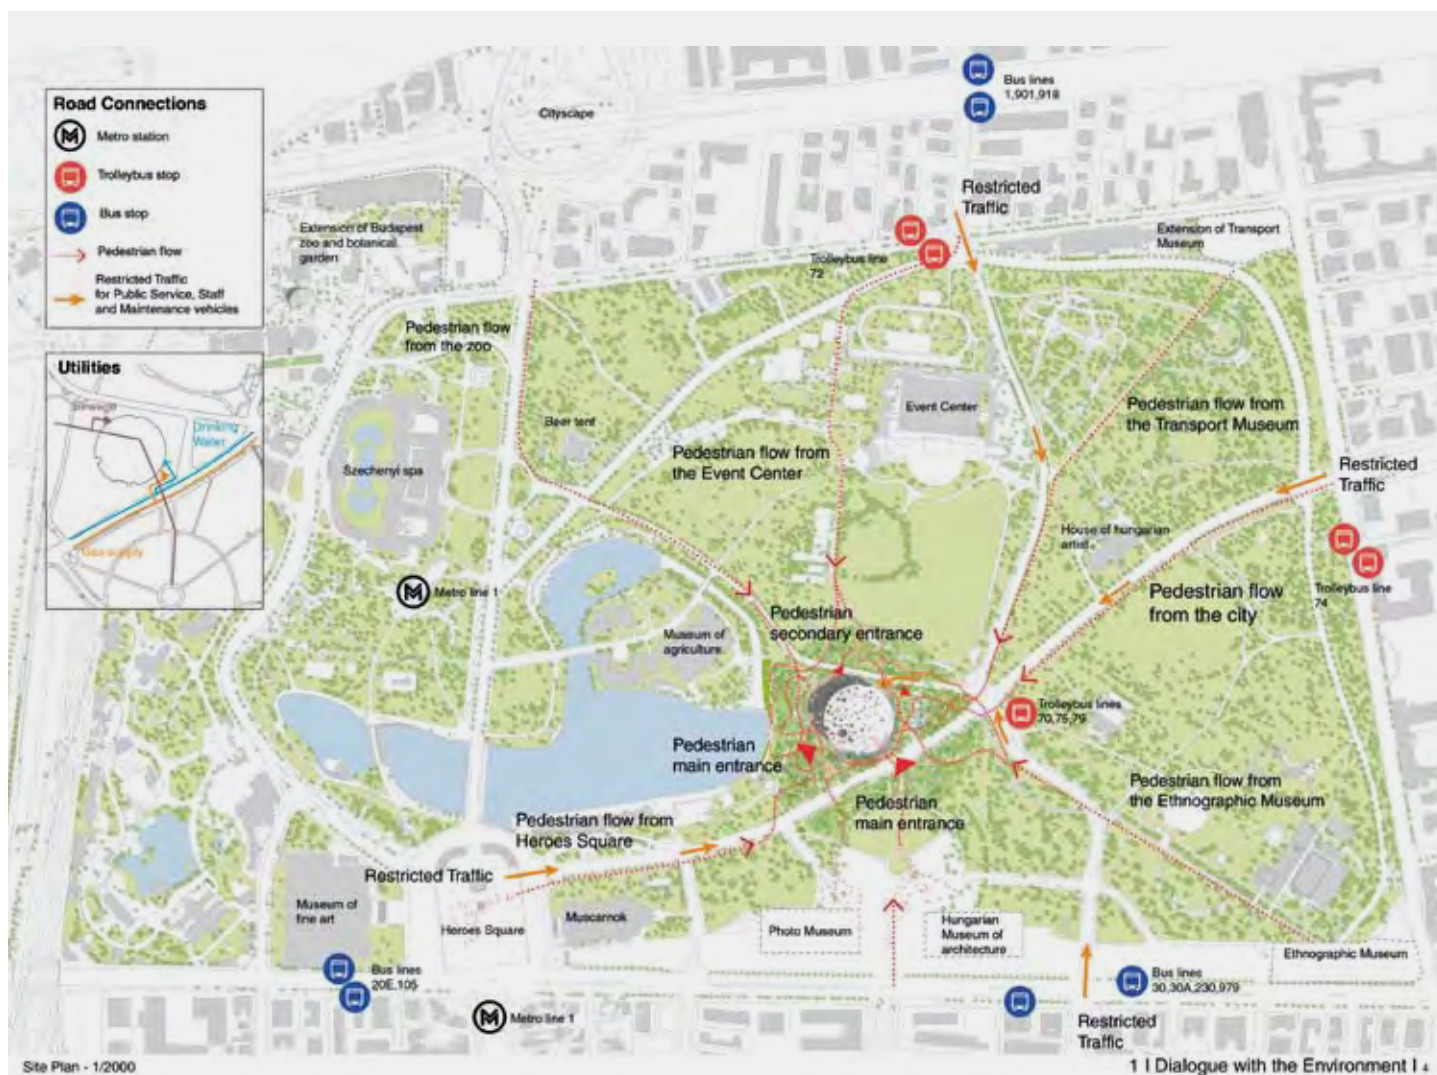 Road Connections
Metro station
Trolleybus stop
Bus stop
Pedestrian flow
Restricted Traffic
for Public Service, Staff
and Maintenance vehicles
Utilities
Drinking
Water
Gas supply
Cityscape
Bus lines
1,901,918
Restricted
Traffic
Extension of Budapest
zoo and botanical
garden
Trolleybus line
72
Extension of Transport
Museum
Pedestrian flow
from the zoo
Beer tent
Event Center
Pedestrian flow from
the Event Center
Pedestrian flow from
the Transport Museum
Szechenyi spa
Restricted
Traffic
House of hungarian
artist
Trolleybus line
74
Metro line 1
Museum of
agriculture
Pedestrian
secondary entrance
Pedestrian flow
from the city
Trolleybus lines
70,75,79
Pedestrian
main entrance
Pedestrian
main entrance
Pedestrian flow from
the Ethnographic Museum
Pedestrian flow from
Heroes Square
Restricted Traffic
Museum of
fine art
Heroes Square
Muscarnok
Photo Museum
Hungarian
Museum of
architecture
Ethnographic Museum
Bus lines
20E,105
Bus lines
30,30A,230,979
Metro line 1
Restricted
Traffic
Site Plan - 1/2000
1 I Dialogue with the Environment I 4